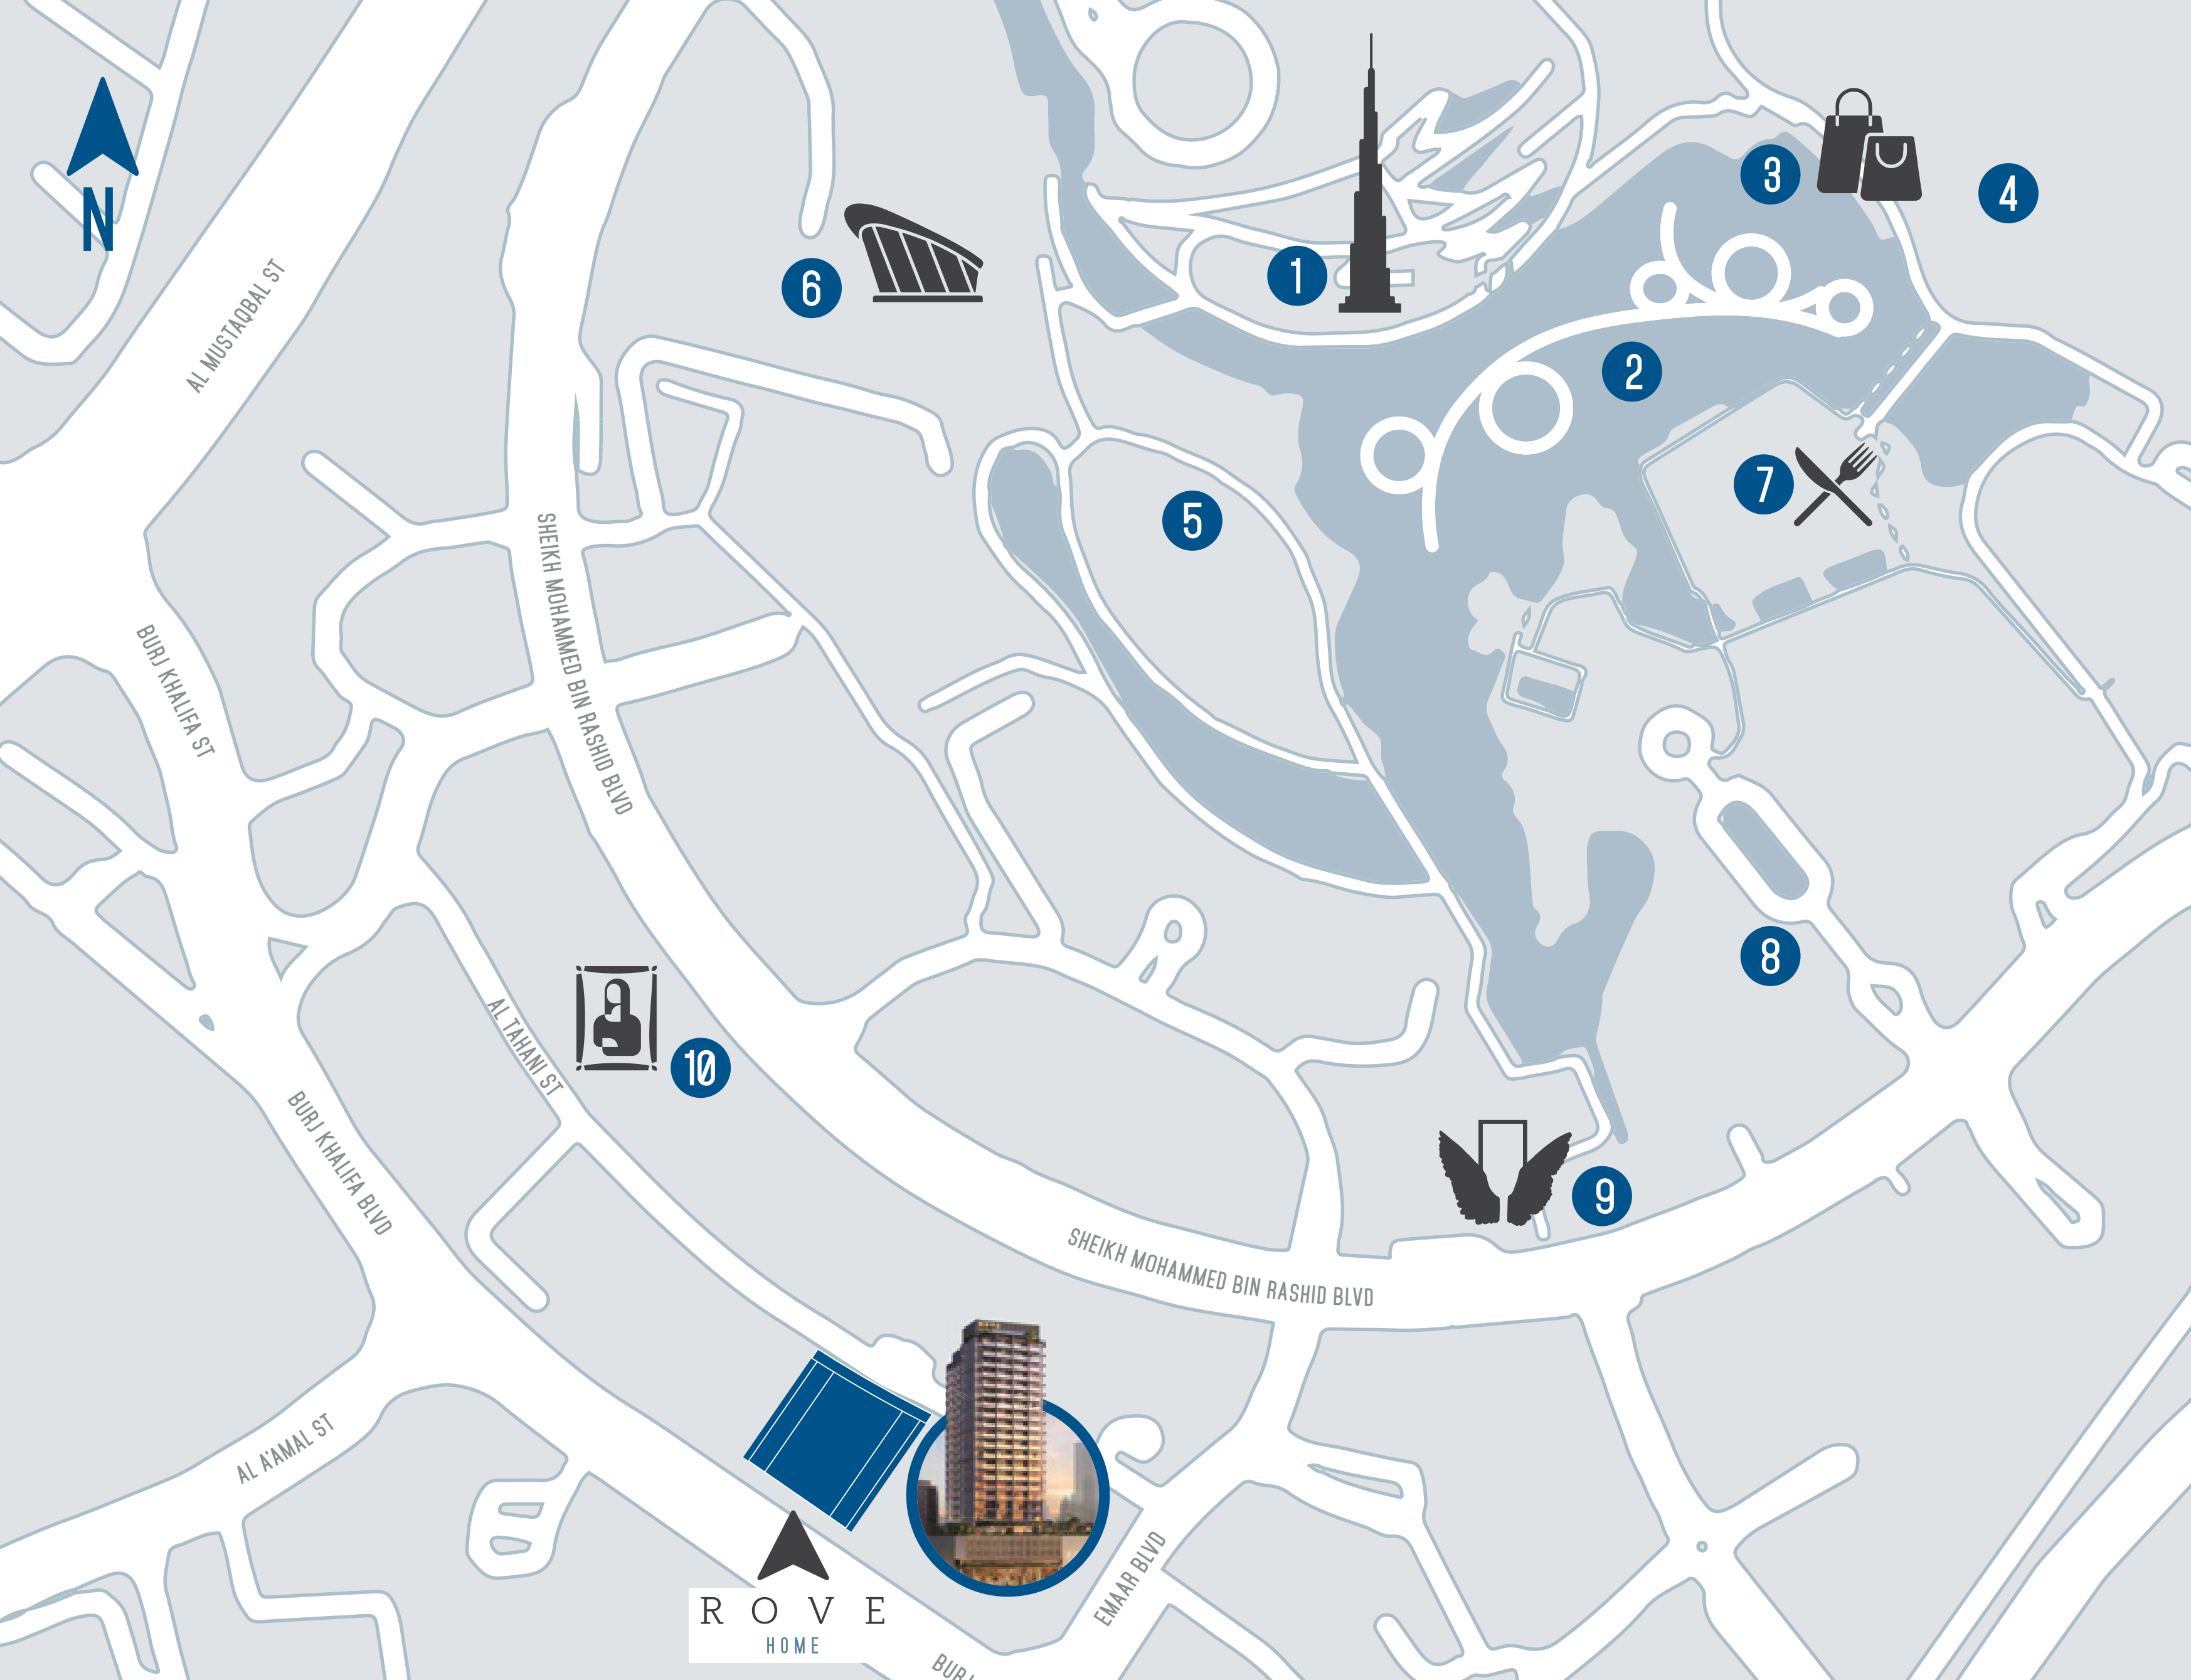 N
AL MUSTAQBAL ST
3
4
6
1
2
7
5
SHEIKH MOHAMMED BIN RASHID BLVD
BURJ KHALIFA ST
8
AL TAHANI ST
10
BURJ KHALIFA BLVD
9
SHEIKH MOHAMMED BIN RASHID BLVD
AL A'AMAL ST
EMAAR BLVD
ROVE
HOME